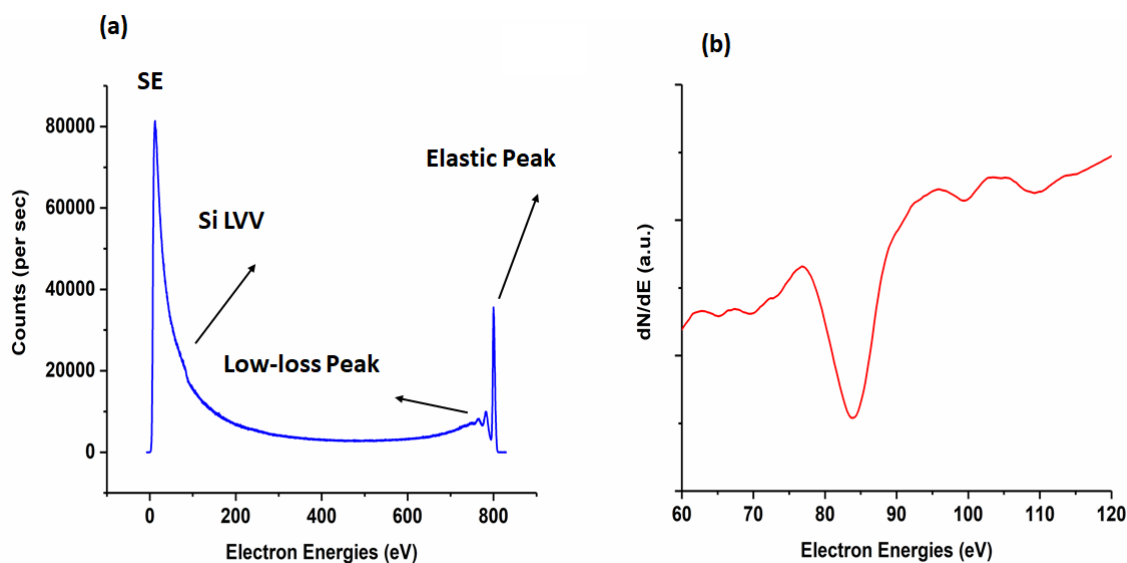 (a)
SE
Elastic Peak
Si LVV
Low-loss Peak
Counts (per sec)
80000
60000
40000
20000
0
0 200 400 600 800
Electron Energies (eV)
(b)
dN/dE (a.u.)
60 70 80 90 100 110 120
Electron Energies (eV)